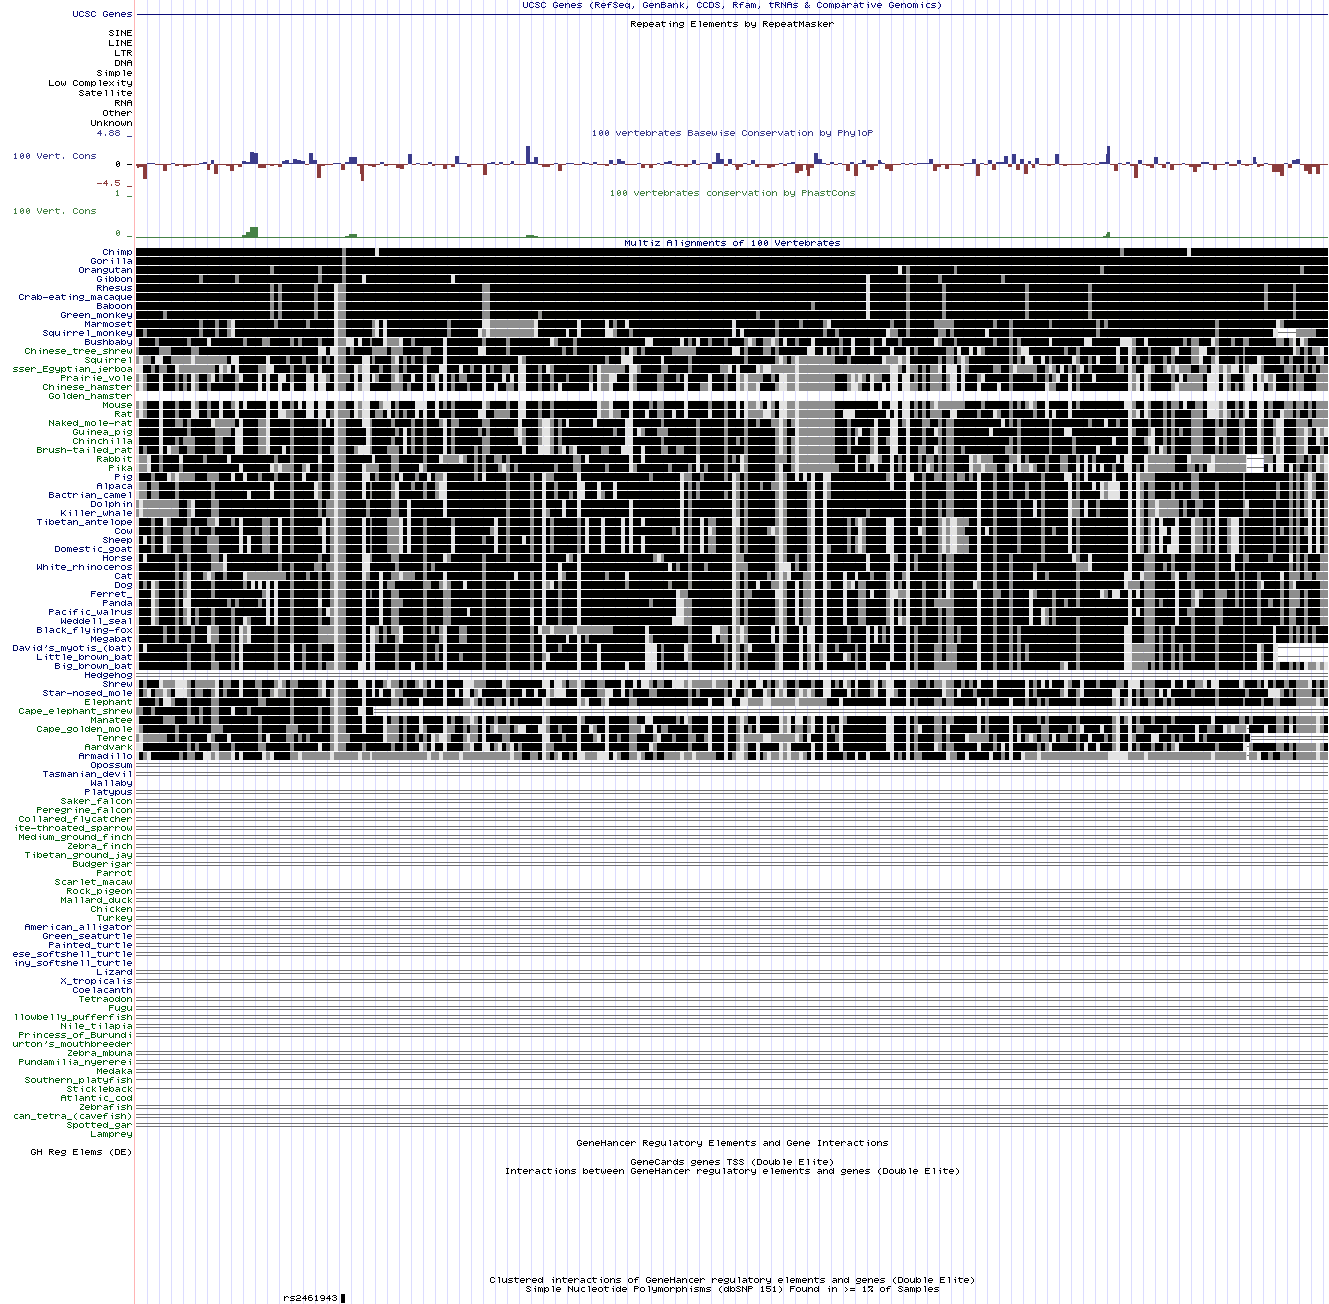 UCSC Genes (RefSeq, GenBank, CCDS, Rfam, tRNAs & Comparative Genomics)
UCSC Genes
Repeating Elements by RepeatMasker
SINE
LINE
LTR
DNA
Simple
Low Complexity
Satellite
RNA
Other
Unknown
4.88 _
100 vertebrates Basewise Conservation by PhyloP
100 Vert. Cons
0 -
-4.5 _
100 vertebrates conservation by PhastCons
1 _
100 Vert. Cons
0 _
Multiz Alignments of 100 Vertebrates
Chimp
Gorilla
Orangutan
Gibbon
Rhesus
Crab-eating_macaque
Baboon
Green_monkey
Marmoset
Squirrel_monkey
Bushbaby
Chinese_tree_shrew
Squirrel
sser_Egyptian_jerboa
Prairie_vole
Chinese_hamster
Golden_hamster
Mouse
Rat
Naked_mole-rat
Guinea_pig
Chinchilla
Brush-tailed_rat
Rabbit
Pika
Pig
Alpaca
Bactrian_camel
Dolphin
Killer_whale
Tibetan_antelope
Cow
Sheep
Domestic_goat
Horse
White_rhinoceros
Cat
Dog
Ferret_
Panda
Pacific_walrus
Weddell_seal
Black_flying-fox
Megabat
David's_myotis_(bat)
Little_brown_bat
Big_brown_bat
Hedgehog
Shrew
Star-nosed_mole
Elephant
Cape_elephant_shrew
Manatee
Cape_golden_mole
Tenrec
Aardvark
Armadillo
Opossum
Tasmanian_devil
Wallaby
Platypus
Saker_falcon
Peregrine_falcon
Collared_flycatcher
ite-throated_sparrow
Medium_ground_finch
Zebra_finch
Tibetan_ground_jay
Budgerigar
Parrot
Scarlet_macaw
Rock_pigeon
Mallard_duck
Chicken
Turkey
American_alligator
Green_seaturtle
Painted_turtle
ese_softshell_turtle
iny_softshell_turtle
Lizard
X_tropicalis
Coelacanth
Tetraodon
Fugu
llowbelly_pufferfish
Nile_tilapia
Princess_of_Burundi
urton's_mouthbreeder
Zebra_mbuna
Pundamilia_nyererei
Medaka
Southern_platyfish
Stickleback
Atlantic_cod
Zebrafish
can_tetra_(cavefish)
Spotted_gar
Lamprey
GeneHancer Regulatory Elements and Gene Interactions
GH Reg Elems (DE)
GeneCards genes TSS (Double Elite)
Interactions between GeneHancer regulatory elements and genes (Double Elite)
Clustered interactions of GeneHancer regulatory elements and genes (Double Elite)
Simple Nucleotide Polymorphisms (dbSNP 151) Found in >= 1% of Samples
rs2461943